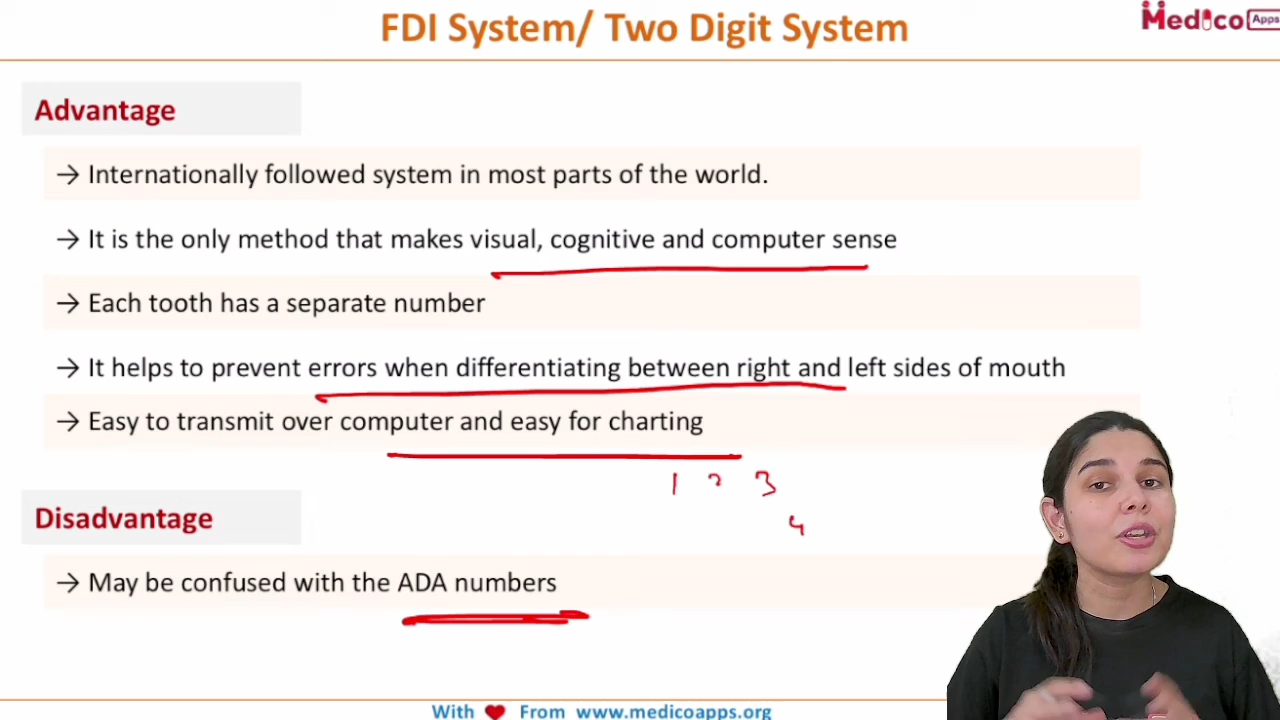 FDI System/ Two Digit System
Medico Apps
Advantage
→ Internationally followed system in most parts of the world.
→ It is the only method that makes visual, cognitive and computer sense
→ Each tooth has a separate number
→ It helps to prevent errors when differentiating between right and left sides of mouth
→ Easy to transmit over computer and easy for charting
1 2 3
4
Disadvantage
→ May be confused with the ADA numbers
With ❤ From www.medicoapps.org